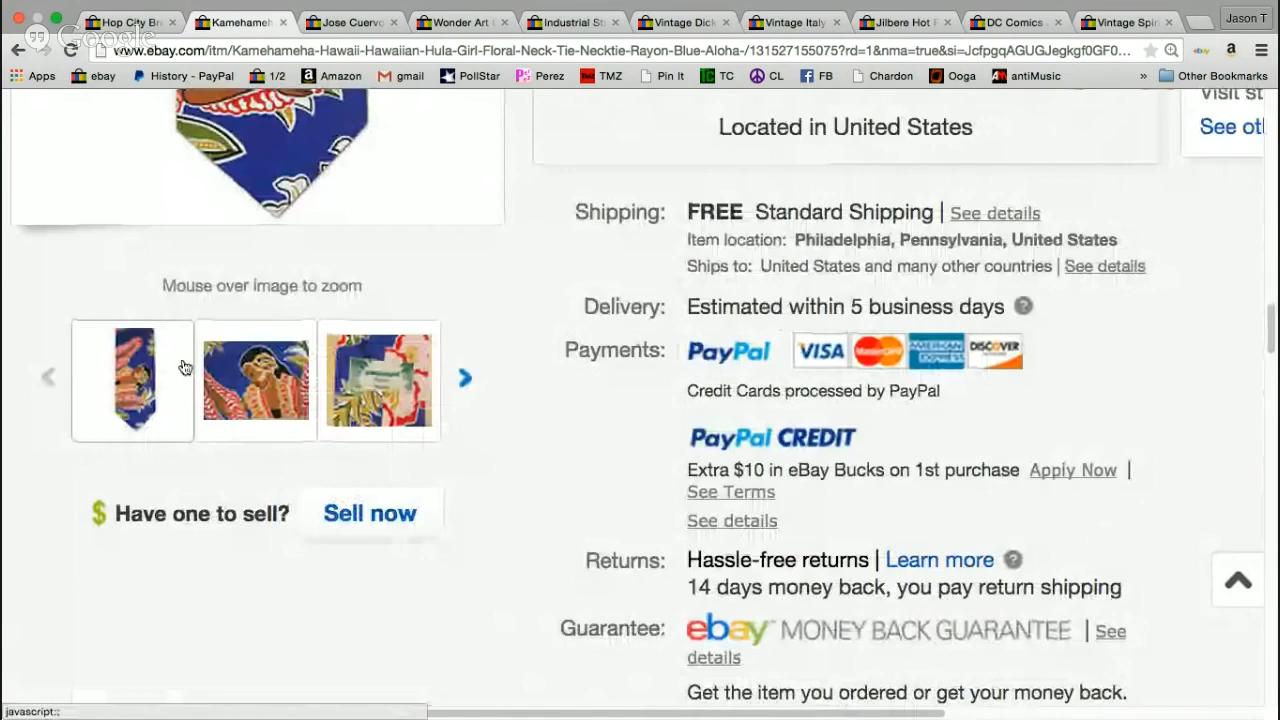 Hop City Bre
Kamehameh
Jose Cuervo
Wonder Art
Industrial St
Vintage Dick
Vintage Italy
Jilbere Hot F
DC Comics
Vintage Spir
Jason T
Google
www.ebay.com/itm/Kamehameha-Hawaii-Hawaiian-Hula-Girl-Floral-Neck-Tie-Necktie-Rayon-Blue-Aloha-/131527155075?rd=1&nma=true&si=JcfpgqAGUGJegkgf0GF0...
ebay
Apps
ebay
History - PayPal
1/2
Amazon
gmail
PollStar
Perez
TMZ
Pin It
TC
CL
FB
Chardon
Ooga
antiMusic
»
Other Bookmarks
Visit st
See otl
Located in United States
Shipping: FREE Standard Shipping | See details
Item location: Philadelphia, Pennsylvania, United States
Ships to: United States and many other countries | See details
Mouse over image to zoom
Delivery: Estimated within 5 business days
Payments: PayPal VISA MasterCard AMERICAN EXPRESS DISCOVER
Credit Cards processed by PayPal
PayPal CREDIT
Extra $10 in eBay Bucks on 1st purchase Apply Now |
See Terms
See details
$ Have one to sell? Sell now
Returns: Hassle-free returns | Learn more
14 days money back, you pay return shipping
Guarantee: ebay MONEY BACK GUARANTEE | See
details
Get the item you ordered or get your money back.
javascript:;